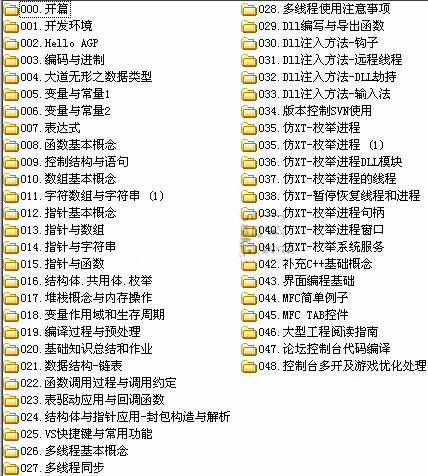 000.开篇
001.开发环境
002.Hello AGP
003.编码与进制
004.大道无形之数据类型
005.变量与常量1
006.变量与常量2
007.表达式
008.函数基本概念
009.控制结构与语句
010.数组基本概念
011.字符数组与字符串 (1)
012.指针基本概念
013.指针与数组
014.指针与字符串
015.指针与函数
016.结构体.共用体.枚举
017.堆栈概念与内存操作
018.变量作用域和生存周期
019.编译过程与预处理
020.基础知识总结和作业
021.数据结构-链表
022.函数调用过程与调用约定
023.表驱动应用与回调函数
024.结构体与指针应用-封包构造与解析
025.VS快捷键与常用功能
026.多线程基本概念
027.多线程同步
028.多线程使用注意事项
029.Dll编写与导出函数
030.Dll注入方法-钩子
031.Dll注入方法-远程线程
032.Dll注入方法-DLL劫持
033.Dll注入方法-输入法
034.版本控制SVN使用
035.仿XT-枚举进程
035.仿XT-枚举进程 (1)
036.仿XT-枚举进程DLL模块
037.仿XT-枚举进程的线程
038.仿XT-暂停恢复线程和进程
039.仿XT-枚举进程句柄
040.仿XT-枚举进程窗口
041.仿XT-枚举系统服务
042.补充C++基础概念
043.界面编程基础
044.MFC简单例子
045.MFC TAB控件
046.大型工程阅读指南
047.论坛控制台代码编译
048.控制台多开及游戏优化处理